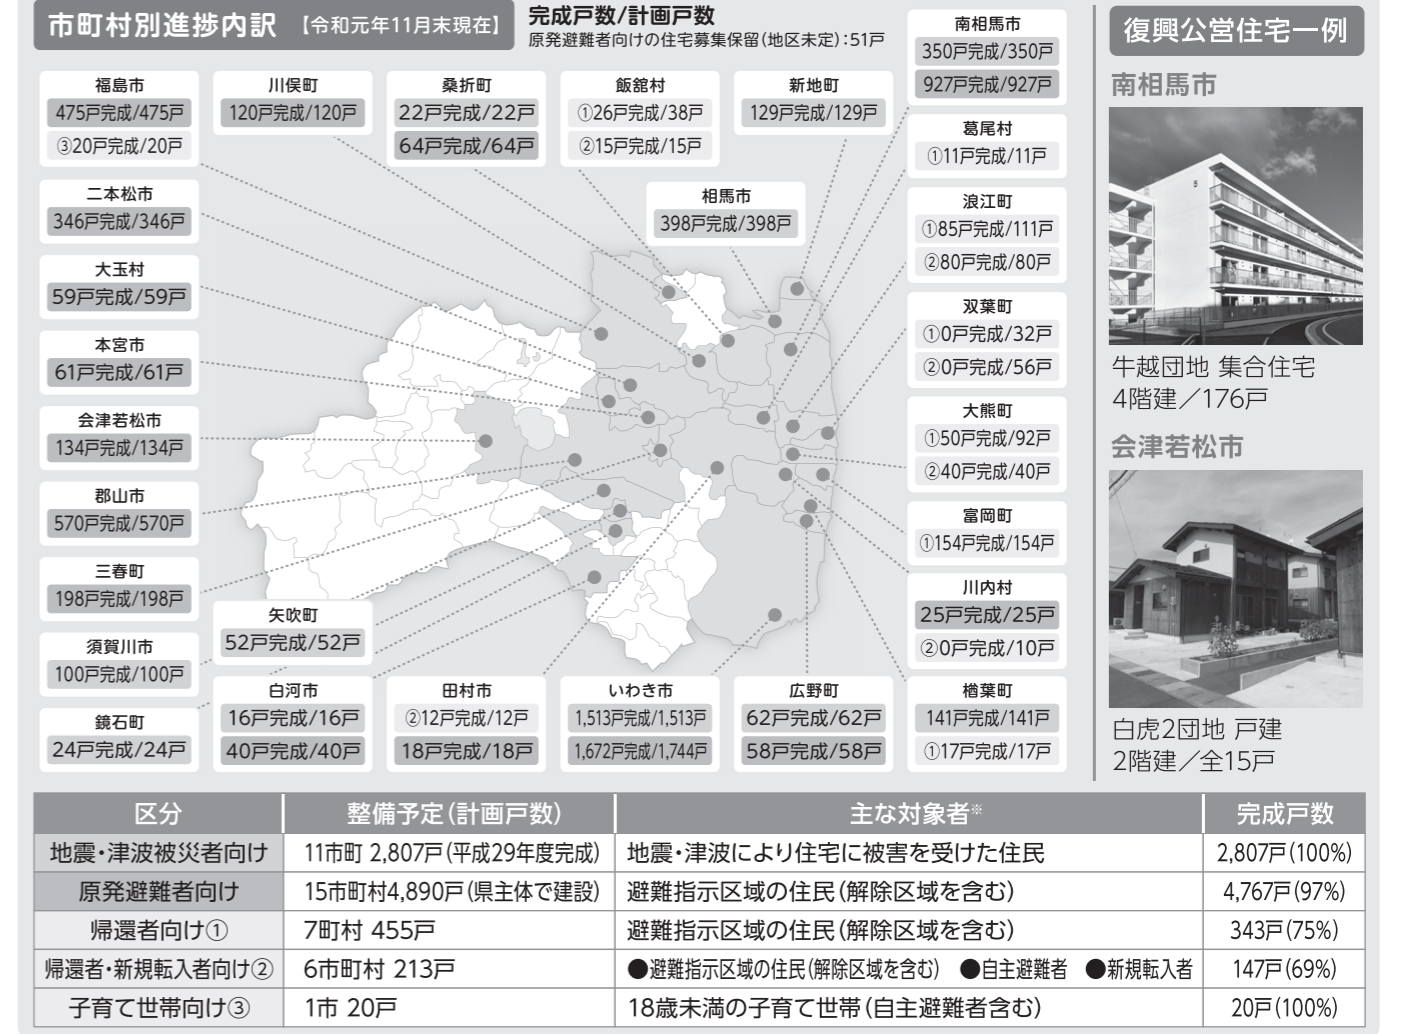 市町村別進捗内訳 【令和元年11月末現在】
完成戸数/計画戸数
原発避難者向けの住宅募集保留(地区未定):51戸
福島市
475戸完成/475戸
③20戸完成/20戸
川俣町
120戸完成/120戸
桑折町
22戸完成/22戸
64戸完成/64戸
飯舘村
①26戸完成/38戸
②15戸完成/15戸
新地町
129戸完成/129戸
南相馬市
350戸完成/350戸
927戸完成/927戸
葛尾村
①11戸完成/11戸
二本松市
346戸完成/346戸
相馬市
398戸完成/398戸
浪江町
①85戸完成/111戸
②80戸完成/80戸
大玉村
59戸完成/59戸
双葉町
①0戸完成/32戸
②0戸完成/56戸
本宮市
61戸完成/61戸
大熊町
①50戸完成/92戸
②40戸完成/40戸
会津若松市
134戸完成/134戸
郡山市
570戸完成/570戸
富岡町
①154戸完成/154戸
三春町
198戸完成/198戸
川内村
25戸完成/25戸
②0戸完成/10戸
矢吹町
52戸完成/52戸
須賀川市
100戸完成/100戸
鏡石町
24戸完成/24戸
白河市
16戸完成/16戸
40戸完成/40戸
田村市
②12戸完成/12戸
18戸完成/18戸
いわき市
1,513戸完成/1,513戸
1,672戸完成/1,744戸
広野町
62戸完成/62戸
58戸完成/58戸
楢葉町
141戸完成/141戸
①17戸完成/17戸
復興公営住宅一例
南相馬市
牛越団地 集合住宅
4階建/176戸
会津若松市
白虎2団地 戸建
2階建/全15戸
区分 整備予定(計画戸数) 主な対象者※ 完成戸数
地震・津波被災者向け 11市町 2,807戸(平成29年度完成) 地震・津波により住宅に被害を受けた住民 2,807戸(100%)
原発避難者向け 15市町村4,890戸(県主体で建設) 避難指示区域の住民(解除区域を含む) 4,767戸(97%)
帰還者向け① 7町村 455戸 避難指示区域の住民(解除区域を含む) 343戸(75%)
帰還者・新規転入者向け② 6市町村 213戸 ●避難指示区域の住民(解除区域を含む) ●自主避難者 ●新規転入者 147戸(69%)
子育て世帯向け③ 1市 20戸 18歳未満の子育て世帯(自主避難者含む) 20戸(100%)